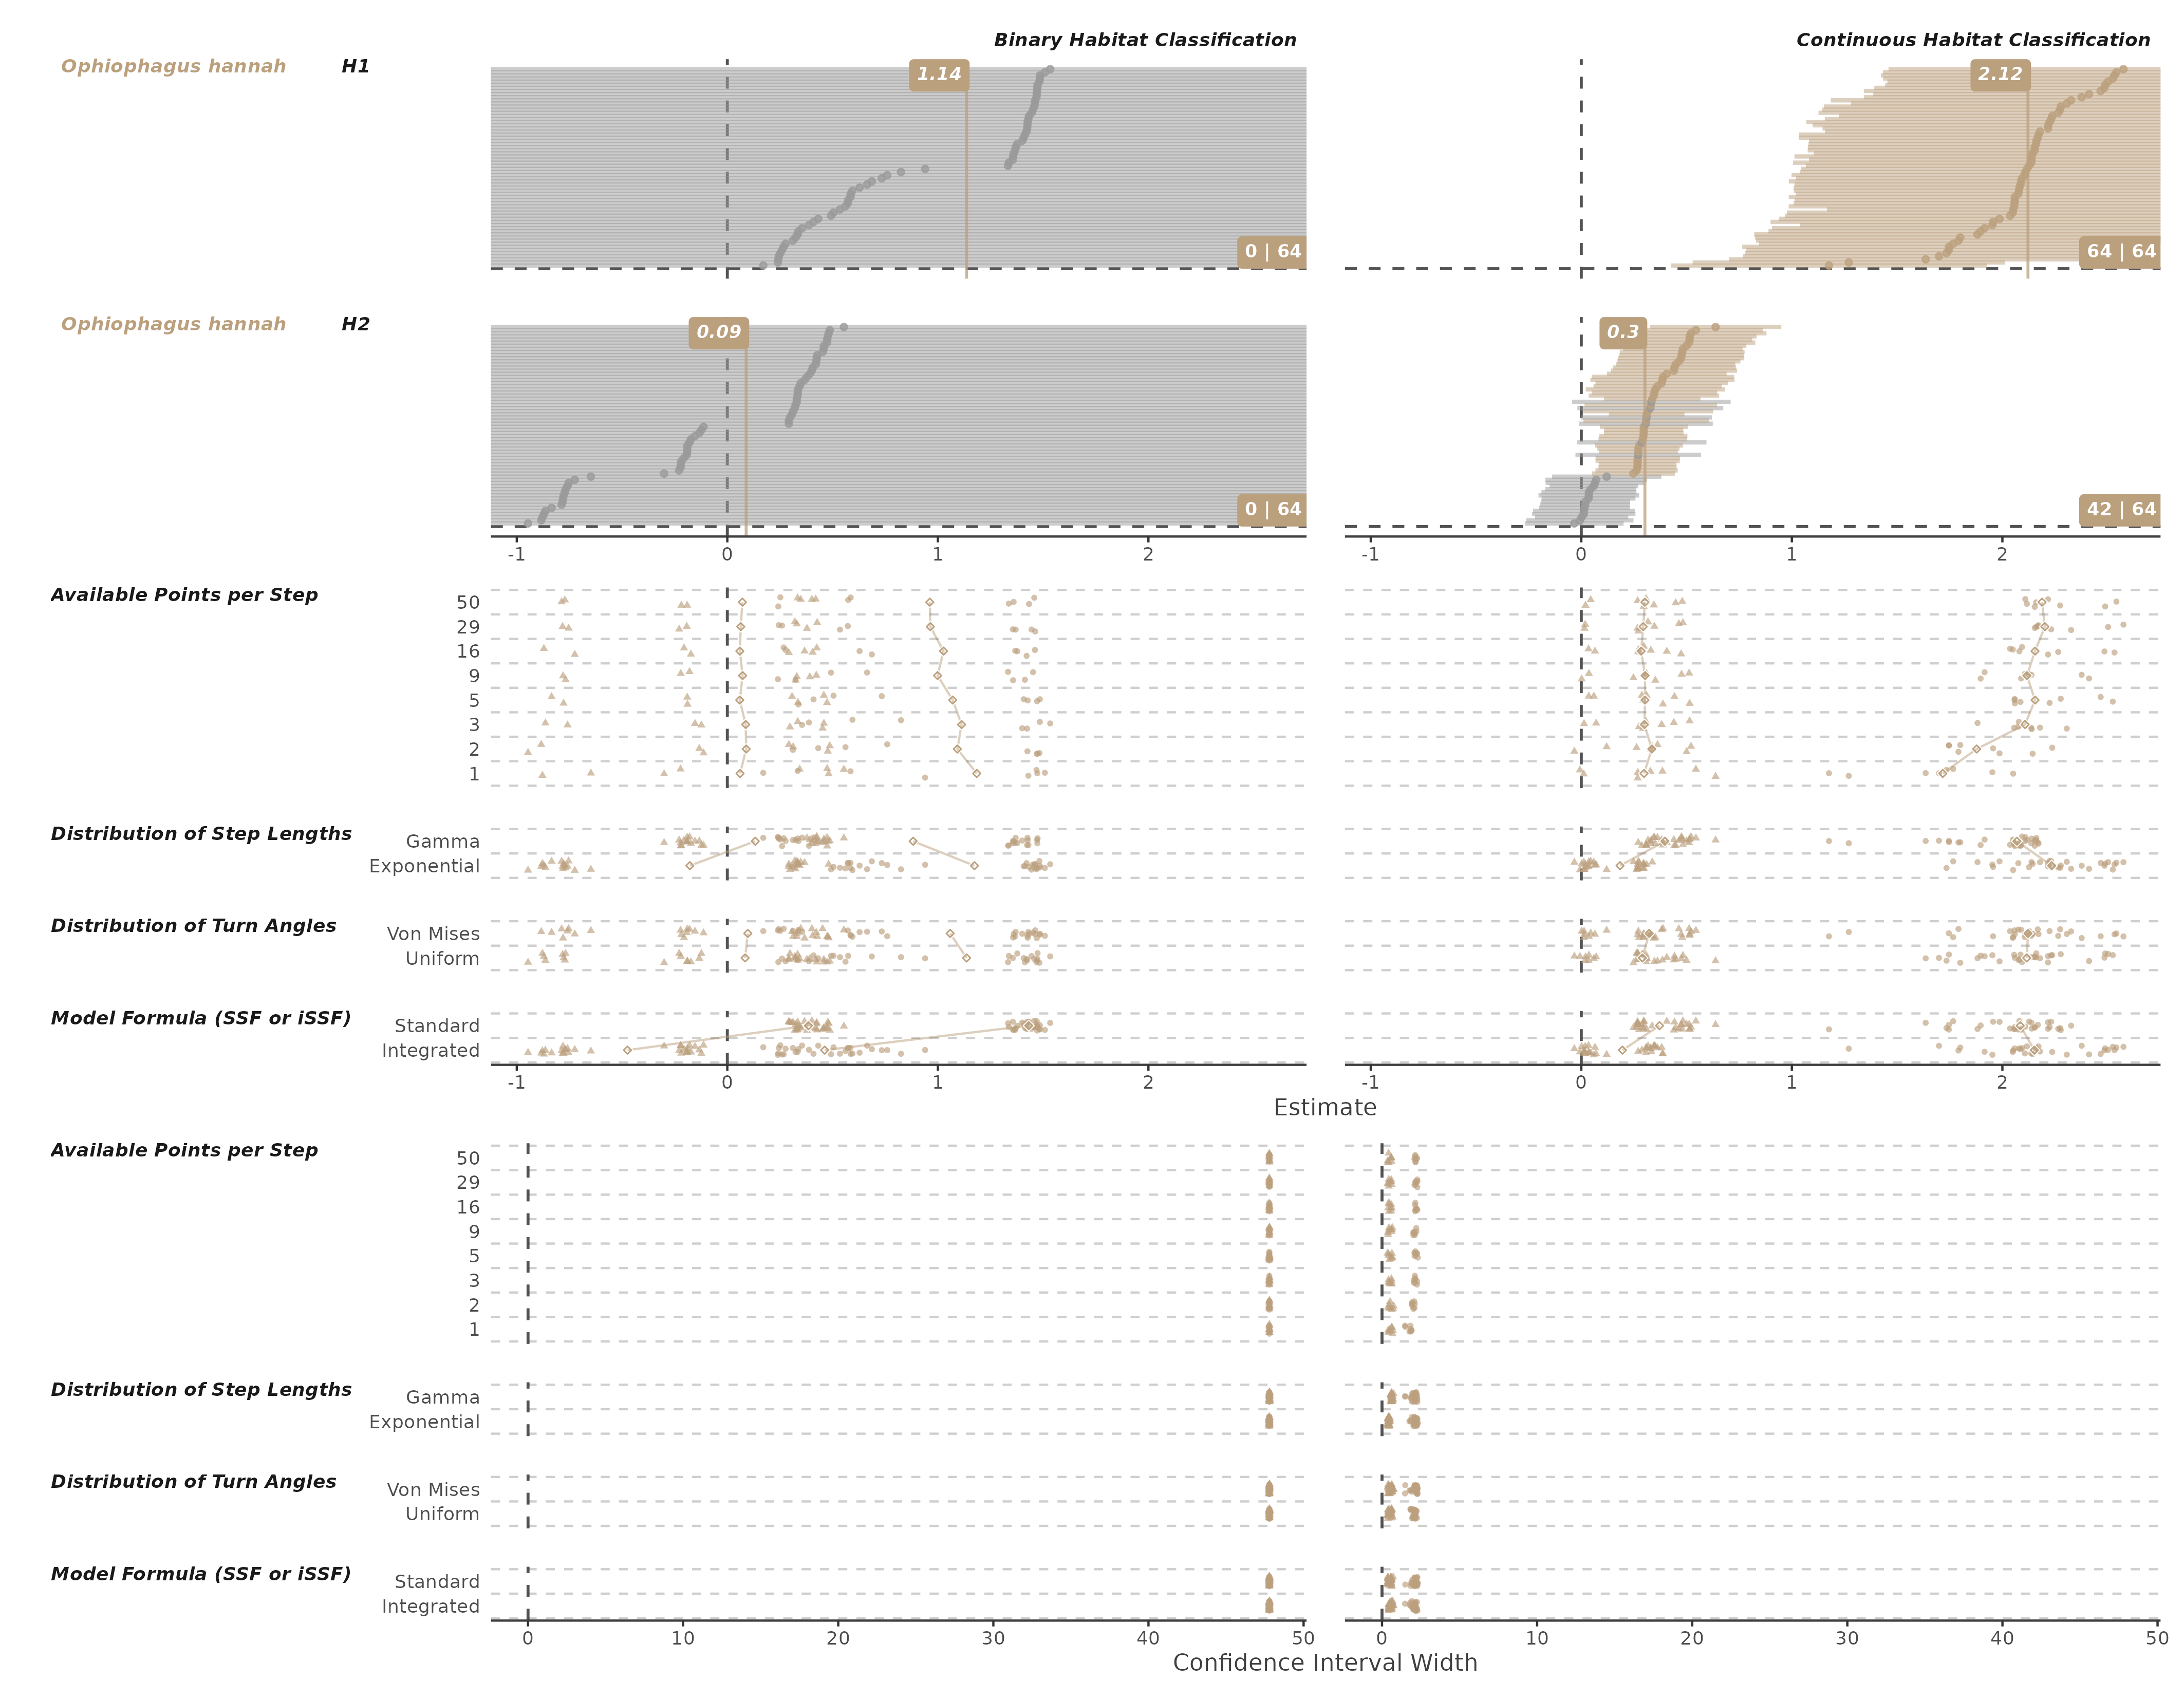 Binary Habitat Classification
Continuous Habitat Classification
Ophiophagus hannah H1
1.14
2.12
0 | 64
64 | 64
Ophiophagus hannah H2
0.09
0.3
0 | 64
42 | 64
-1 0 1 2
-1 0 1 2
Available Points per Step
50
29
16
9
5
3
2
1
Distribution of Step Lengths
Gamma
Exponential
Distribution of Turn Angles
Von Mises
Uniform
Model Formula (SSF or iSSF)
Standard
Integrated
-1 0 1 2
-1 0 1 2
Estimate
Available Points per Step
50
29
16
9
5
3
2
1
Distribution of Step Lengths
Gamma
Exponential
Distribution of Turn Angles
Von Mises
Uniform
Model Formula (SSF or iSSF)
Standard
Integrated
0 10 20 30 40 50
0 10 20 30 40 50
Confidence Interval Width